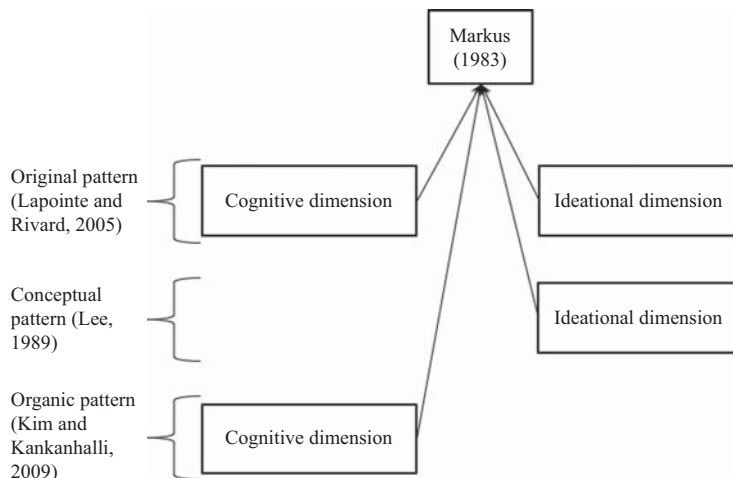 Markus
(1983)
Original pattern
(Lapointe and
Rivard, 2005)
Cognitive dimension
Ideational dimension
Conceptual
pattern (Lee,
1989)
Ideational dimension
Organic pattern
(Kim and
Kankanhalli,
2009)
Cognitive dimension